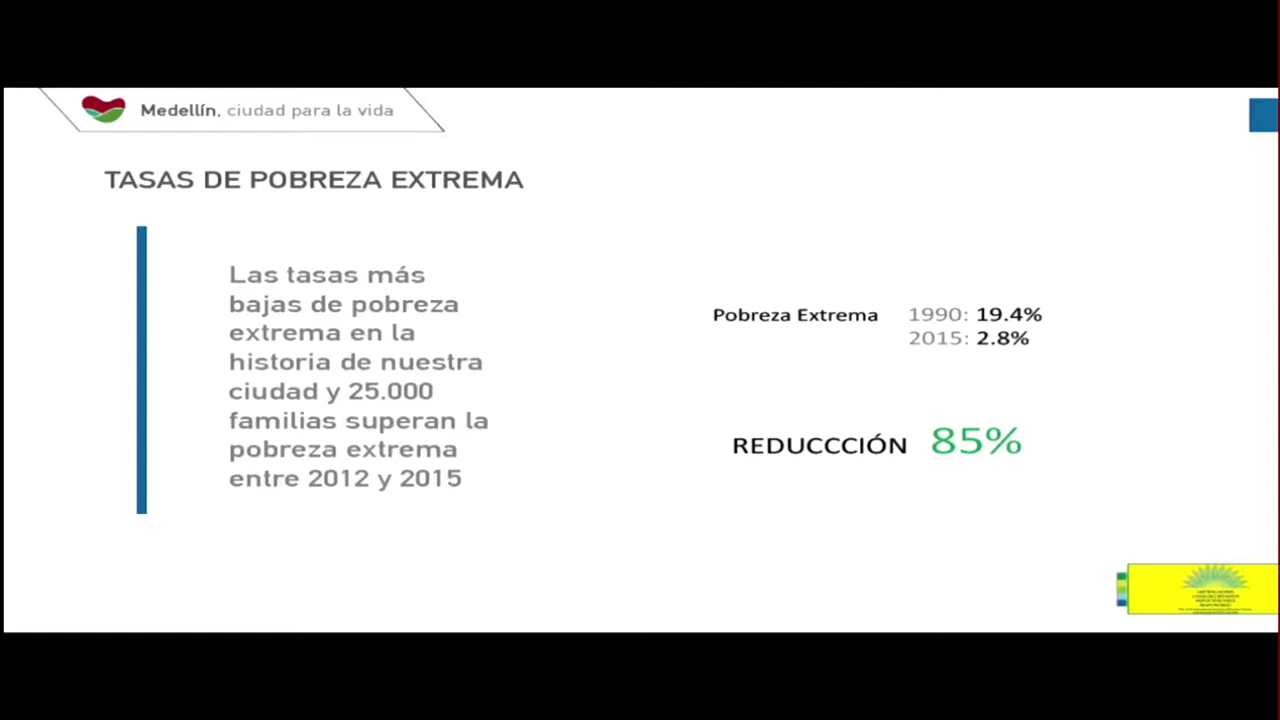 Medellín, ciudad para la vida
TASAS DE POBREZA EXTREMA
Las tasas más
bajas de pobreza
extrema en la
historia de nuestra
ciudad y 25.000
familias superan la
pobreza extrema
entre 2012 y 2015
Pobreza Extrema 1990: 19.4%
2015: 2.8%
REDUCCCIÓN 85%